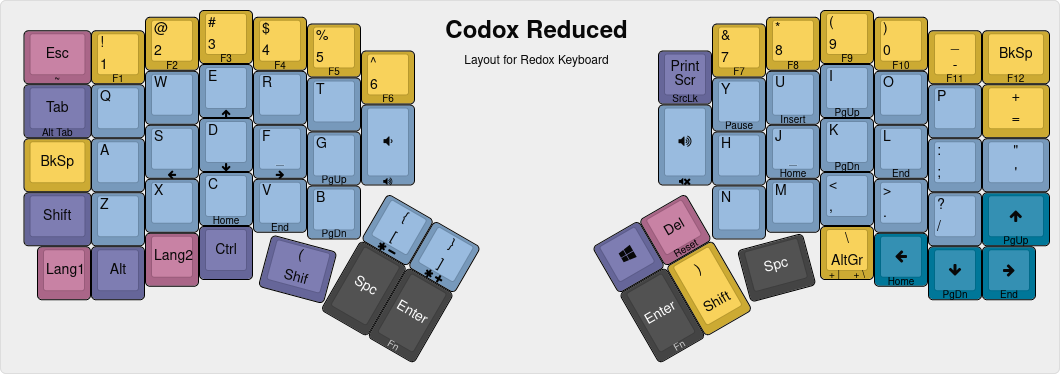 Codox Reduced
Layout for Redox Keyboard
Esc
~
!
1
F1
@
2
F2
#
3
F3
$
4
F4
%
5
F5
^
6
F6
Print
Scr
SrcLk
&
7
F7
*
8
F8
(
9
F9
)
0
F10
_
-
F11
BkSp
F12
Tab
Alt Tab
Q
W
E
R
T
Y
Pause
U
Insert
I
PgUp
O
P
+
=
BkSp
A
S
D
F
_
G
PgUp
H
J
_
Home
K
PgDn
L
End
:
;
"
'
Shift
Z
X
C
Home
V
End
B
PgDn
N
M
<
,
>
.
?
/
PgUp
Lang1
Alt
Lang2
Ctrl
(
Shif
{
[
*
}
]
*+
Spc
Enter
Fn
Del
Reset
Enter
Fn
)
Shift
Spc
\
AltGr
+| +\
Home
PgDn
End